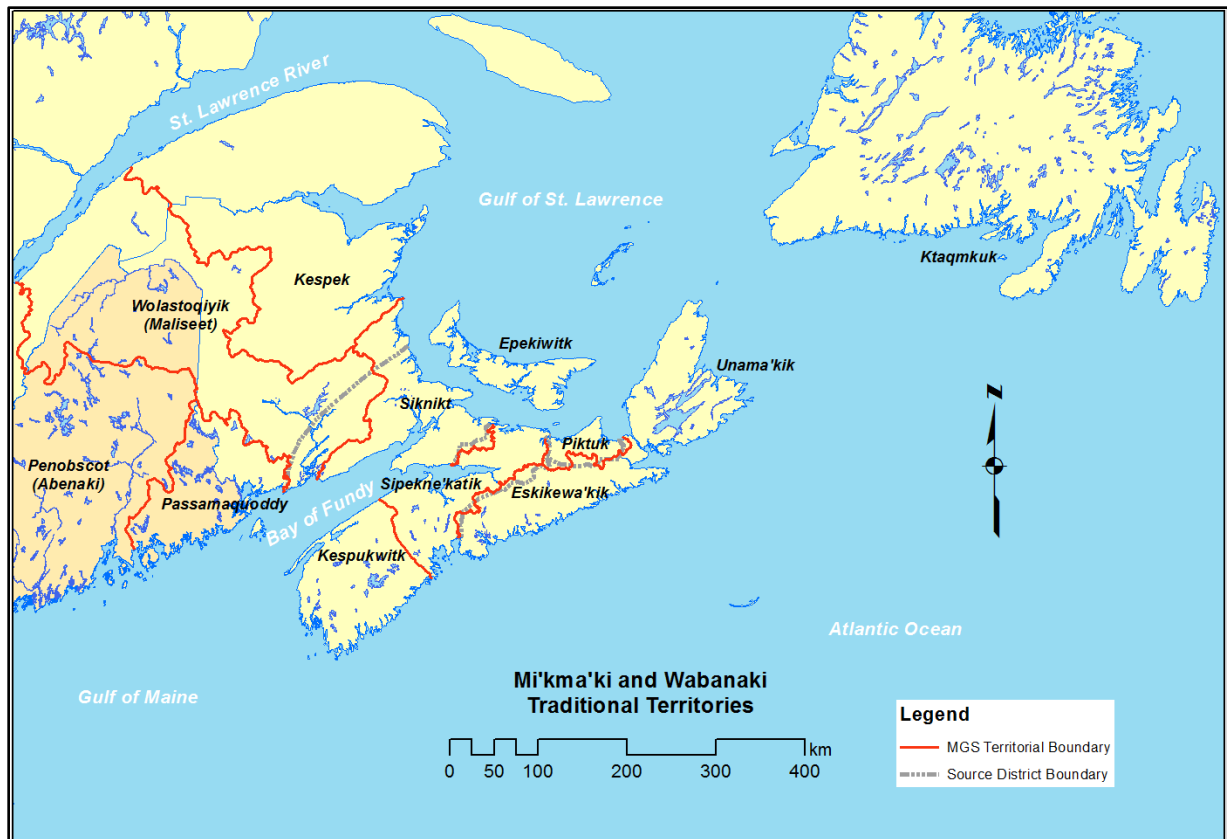 St. Lawrence River
Gulf of St. Lawrence
Ktaqmkuk
Kespek
Wolastoqiyik
(Maliseet)
Epekiwitk
Unama'kik
Siknikt
Piktuk
Penobscot
(Abenaki)
Sipekne'katik
Eskikewa'kik
Passamaquoddy
Bay of Fundy
Kespukwitk
N
Atlantic Ocean
Gulf of Maine
Mi'kma'ki and Wabanaki
Traditional Territories
km
0 50 100 200 300 400
Legend
MGS Territorial Boundary
Source District Boundary